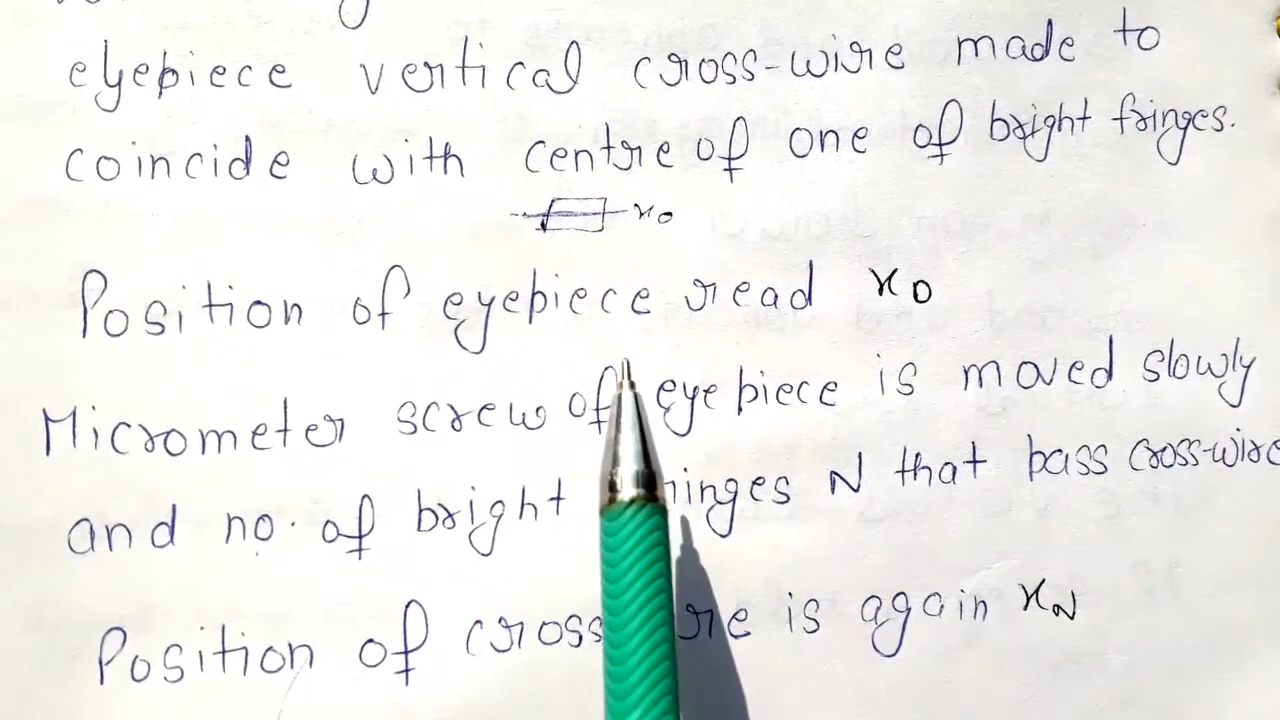 eyepiece vertical cross-wire made to
coincide with centre of one of bright fringes.
x0
Position of eyepiece read x0
Micrometer screw of eyepiece is moved slowly
and no. of bright fringes N that pass cross-wire
Position of cross wire is again xN